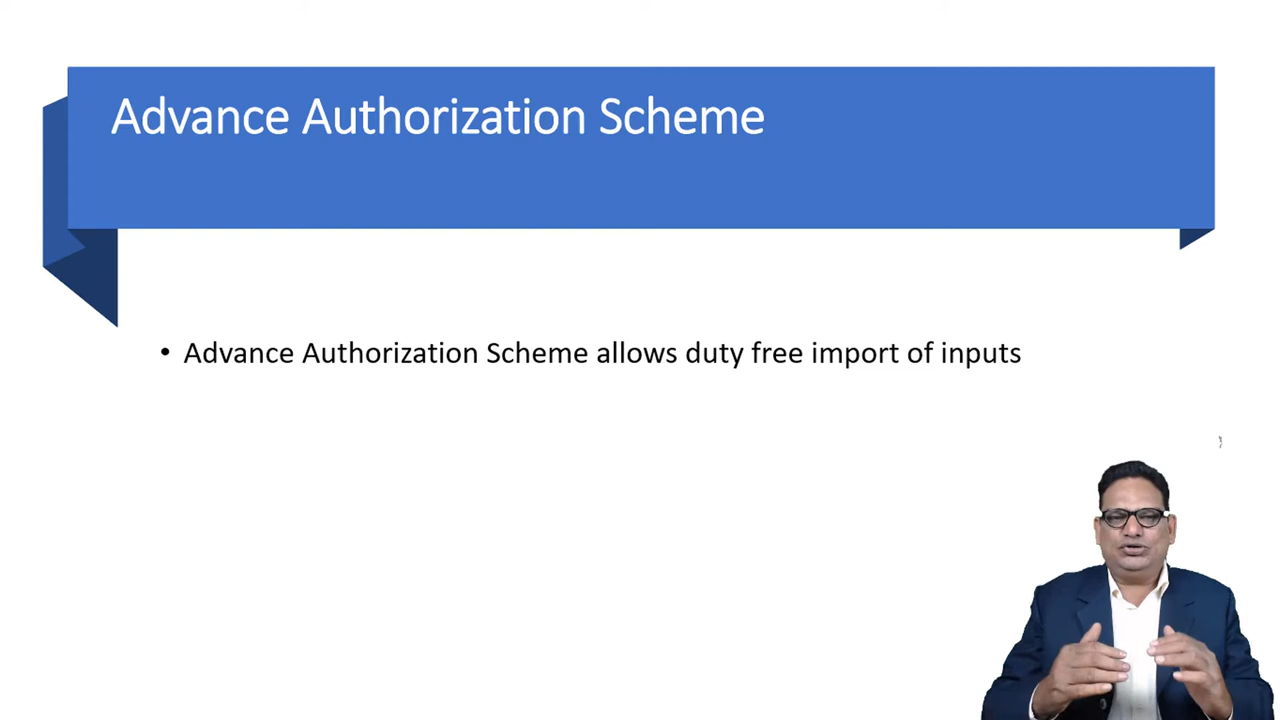 Advance Authorization Scheme
• Advance Authorization Scheme allows duty free import of inputs